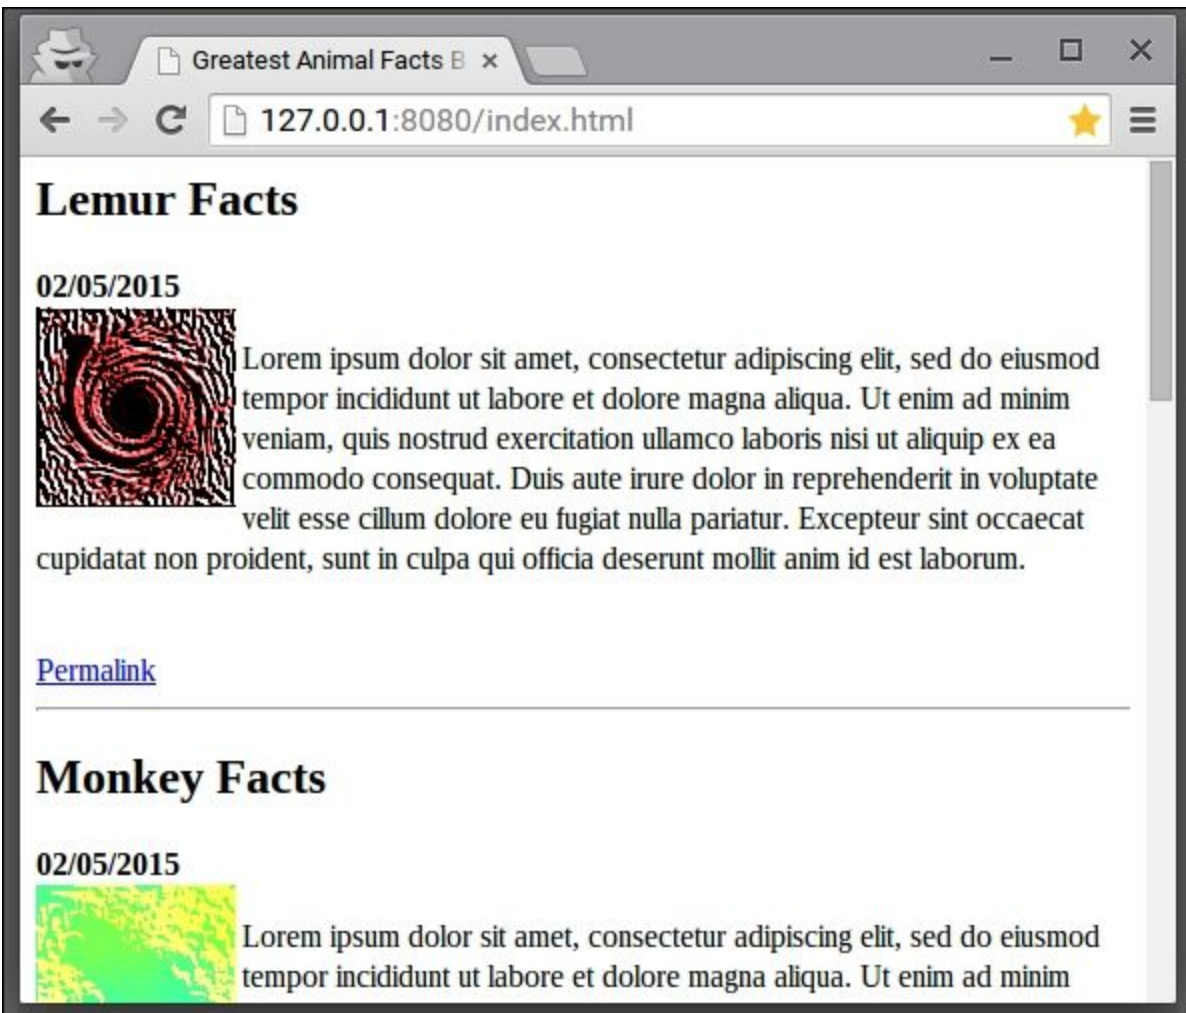 Greatest Animal Facts B
127.0.0.1:8080/index.html
Lemur Facts
02/05/2015
Lorem ipsum dolor sit amet, consectetur adipiscing elit, sed do eiusmod
tempor incididunt ut labore et dolore magna aliqua. Ut enim ad minim
veniam, quis nostrud exercitation ullamco laboris nisi ut aliquip ex ea
commodo consequat. Duis aute irure dolor in reprehenderit in voluptate
velit esse cillum dolore eu fugiat nulla pariatur. Excepteur sint occaecat
cupidatat non proident, sunt in culpa qui officia deserunt mollit anim id est laborum.
Permalink
Monkey Facts
02/05/2015
Lorem ipsum dolor sit amet, consectetur adipiscing elit, sed do eiusmod
tempor incididunt ut labore et dolore magna aliqua. Ut enim ad minim